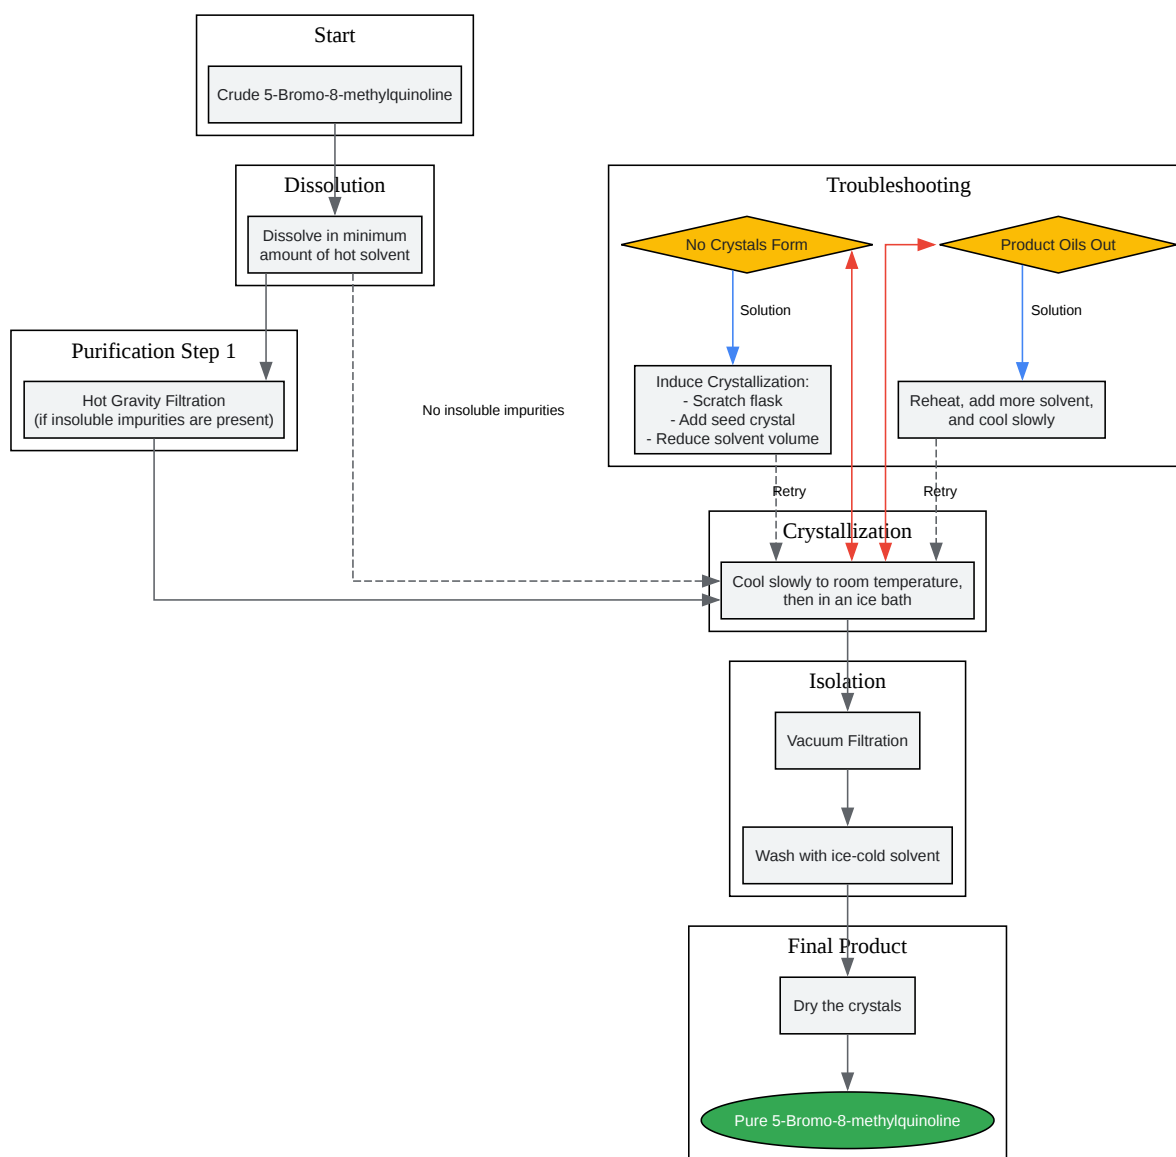 Start
Crude 5-Bromo-8-methylquinoline
Dissolution
Dissolve in minimum
amount of hot solvent
Troubleshooting
No Crystals Form
Product Oils Out
Solution
Solution
Purification Step 1
Hot Gravity Filtration
(if insoluble impurities are present)
No insoluble impurities
Induce Crystallization:
- Scratch flask
- Add seed crystal
- Reduce solvent volume
Reheat, add more solvent,
and cool slowly
Retry
Retry
Crystallization
Cool slowly to room temperature,
then in an ice bath
Isolation
Vacuum Filtration
Wash with ice-cold solvent
Final Product
Dry the crystals
Pure 5-Bromo-8-methylquinoline